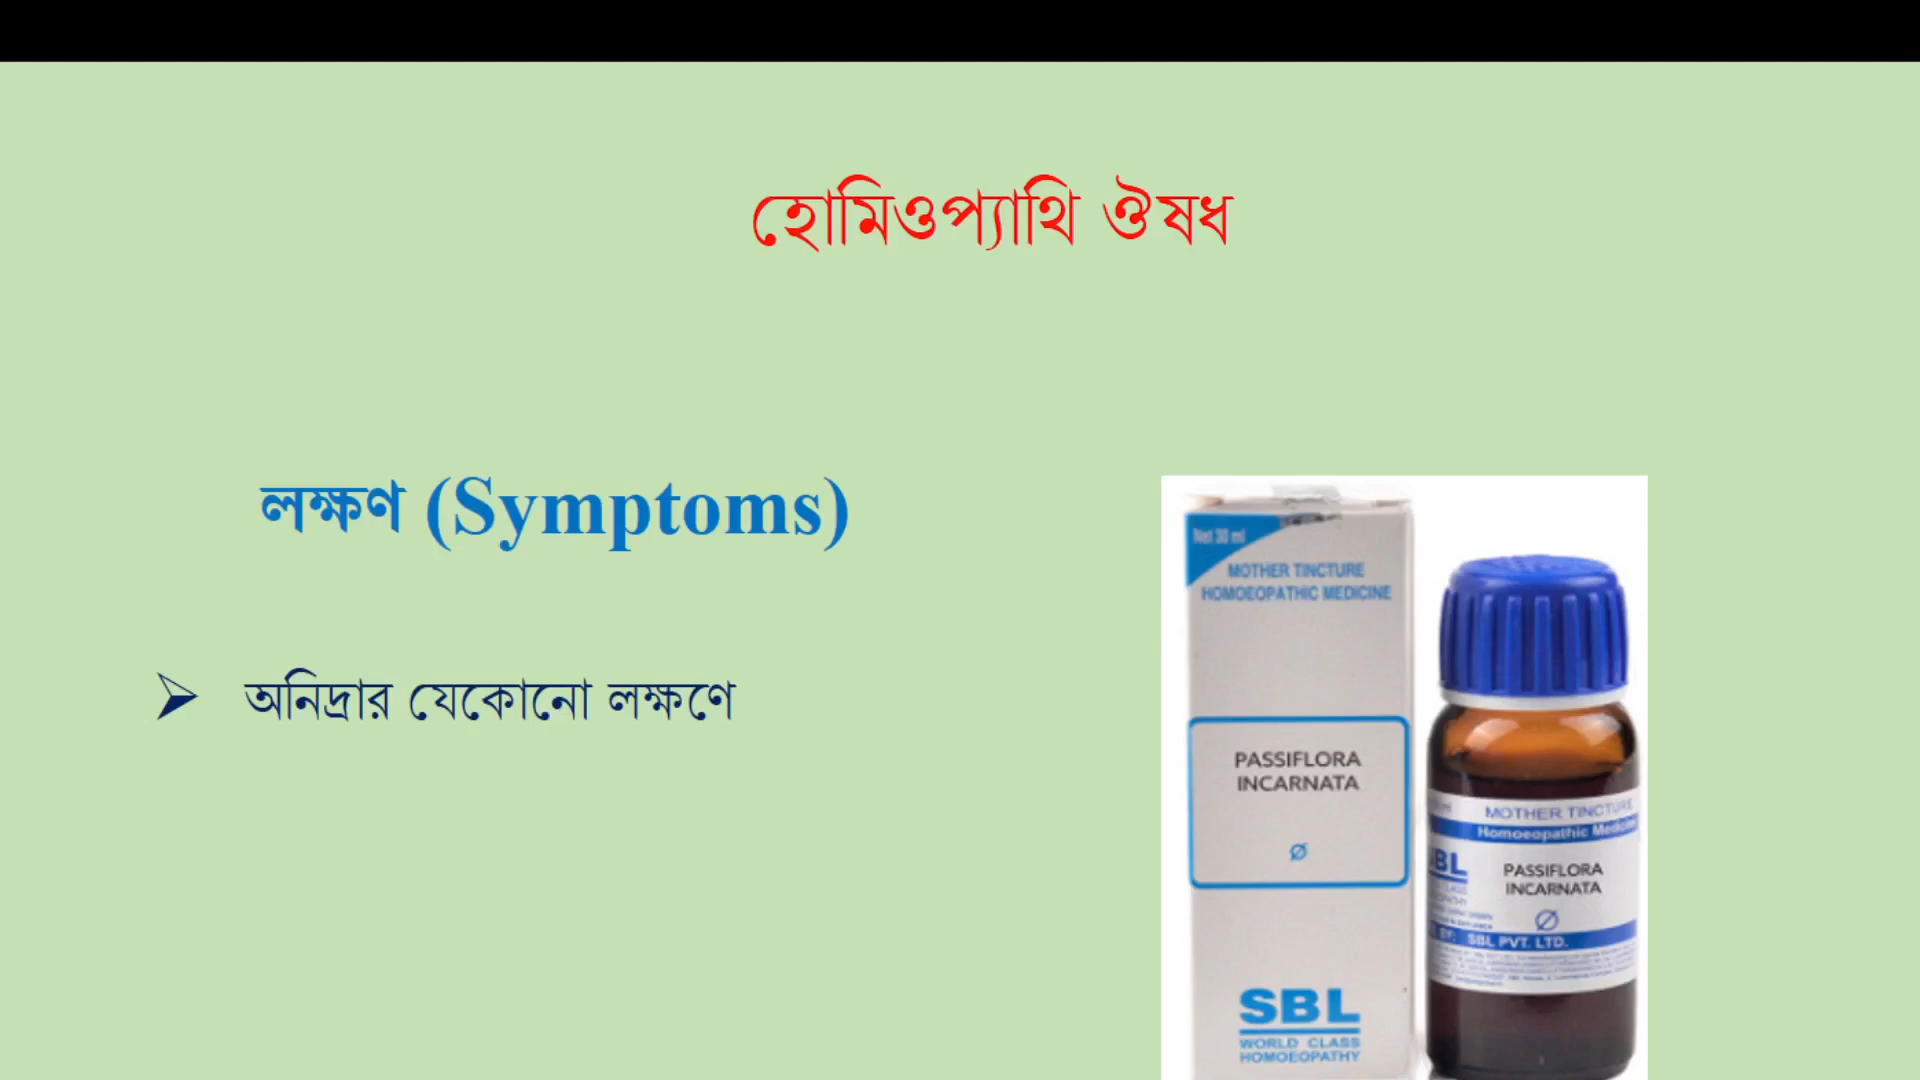 হোমিওপ্যাথি ঔষধ
লক্ষণ (Symptoms)
➢ অনিদ্রার যেকোনো লক্ষণে
Net 30 ml
MOTHER TINCTURE
HOMOEOPATHIC MEDICINE
PASSIFLORA
INCARNATA
Ø
SBL
WORLD CLASS
HOMOEOPATHY
MOTHER TINCTURE
Homoeopathic Medicine
SBL
PASSIFLORA
INCARNATA
Ø
SBL PVT. LTD.